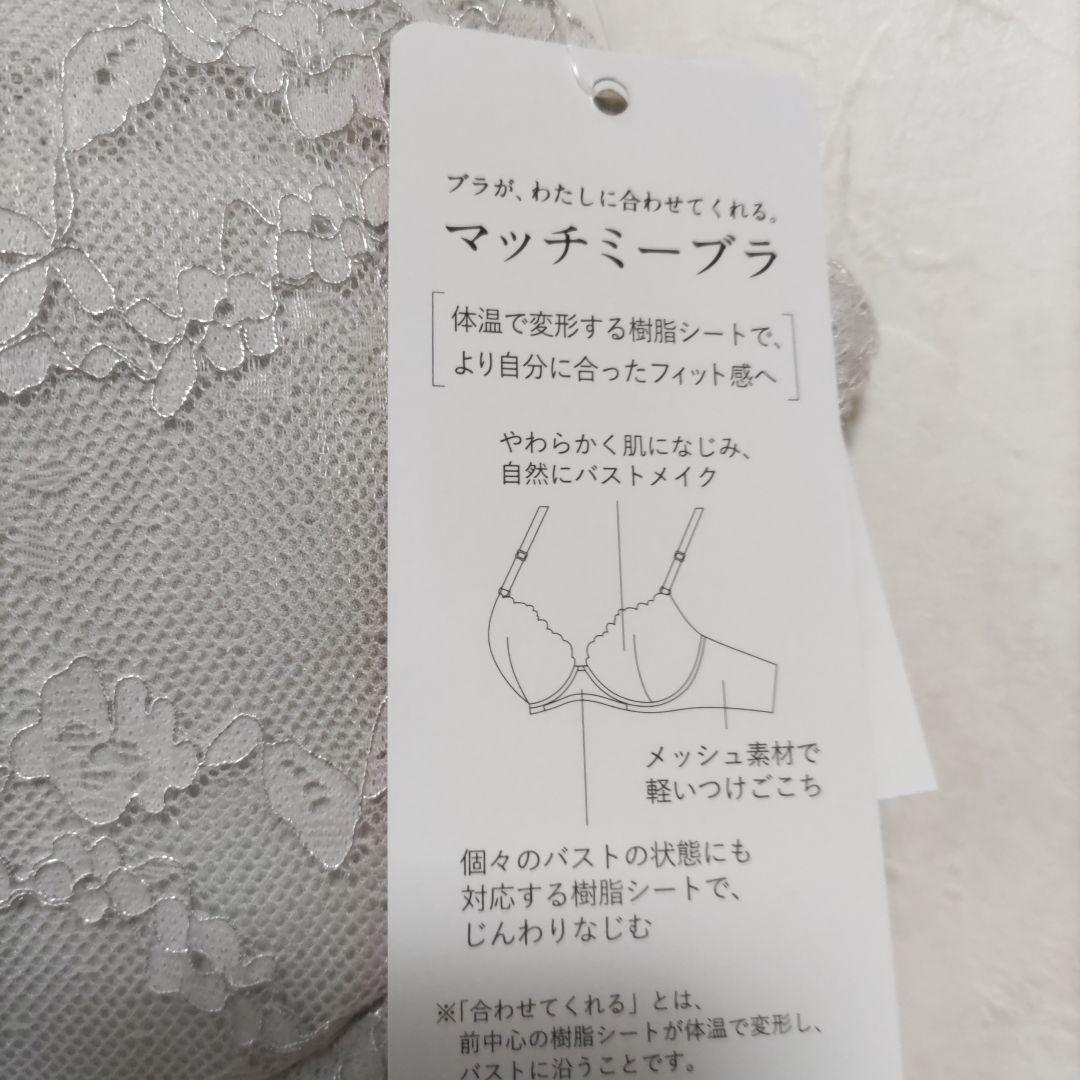 ブラが、わたしに合わせてくれる。
マッチミーブラ
体温で変形する樹脂シートで、
より自分に合ったフィット感へ
やわらかく肌になじみ、
自然にバストメイク
メッシュ素材で
軽いつけごこち
個々のバストの状態にも
対応する樹脂シートで、
じんわりなじむ
※「合わせてくれる」とは、
前中心の樹脂シートが体温で変形し、
バストに沿うことです。